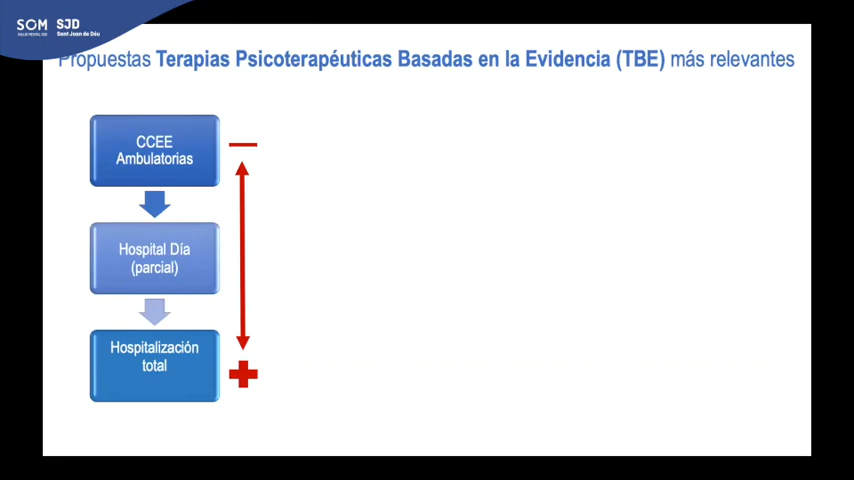 SOM
SALUD MENTAL 360
SJD
Sant Joan de Déu
Propuestas Terapias Psicoterapéuticas Basadas en la Evidencia (TBE) más relevantes
CCEE
Ambulatorias
Hospital Día
(parcial)
Hospitalización
total